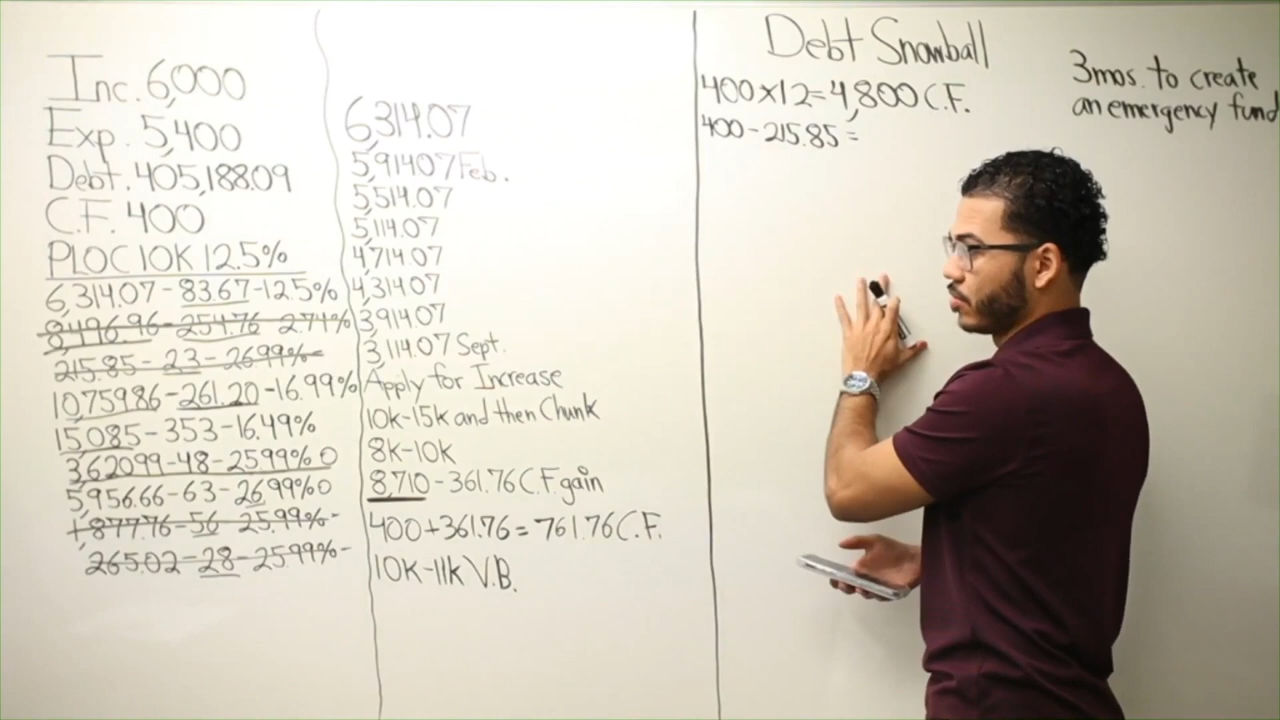 Inc. 6,000
Exp. 5,400
Debt. 405,188.09
C.F. 400
PLOC 10K 12.5%
6,314.07 - 83.67 - 12.5%
8,496.96 - 254.76 - 2.74%
215.85 - 23 - 26.99%
10,759.86 - 261.20 - 16.99%
15,085 - 353 - 16.49%
3,620.99 - 48 - 25.99% 0
5,956.66 - 63 - 26.99% 0
1,877.76 - 56 - 25.99% -
265.02 - 28 - 25.99% -
6,314.07
5,914.07 Feb.
5,514.07
5,114.07
4,714.07
4,314.07
3,914.07
3,114.07 Sept.
Apply for Increase
10K-15K and then Chunk
8K-10K
8,710 - 361.76 C.F. gain
400 + 361.76 = 761.76 C.F.
10K-11K V.B.
Debt Snowball
400 x 12 = 4,800 C.F.
400 - 215.85 =
3mos. to create
an emergency fund